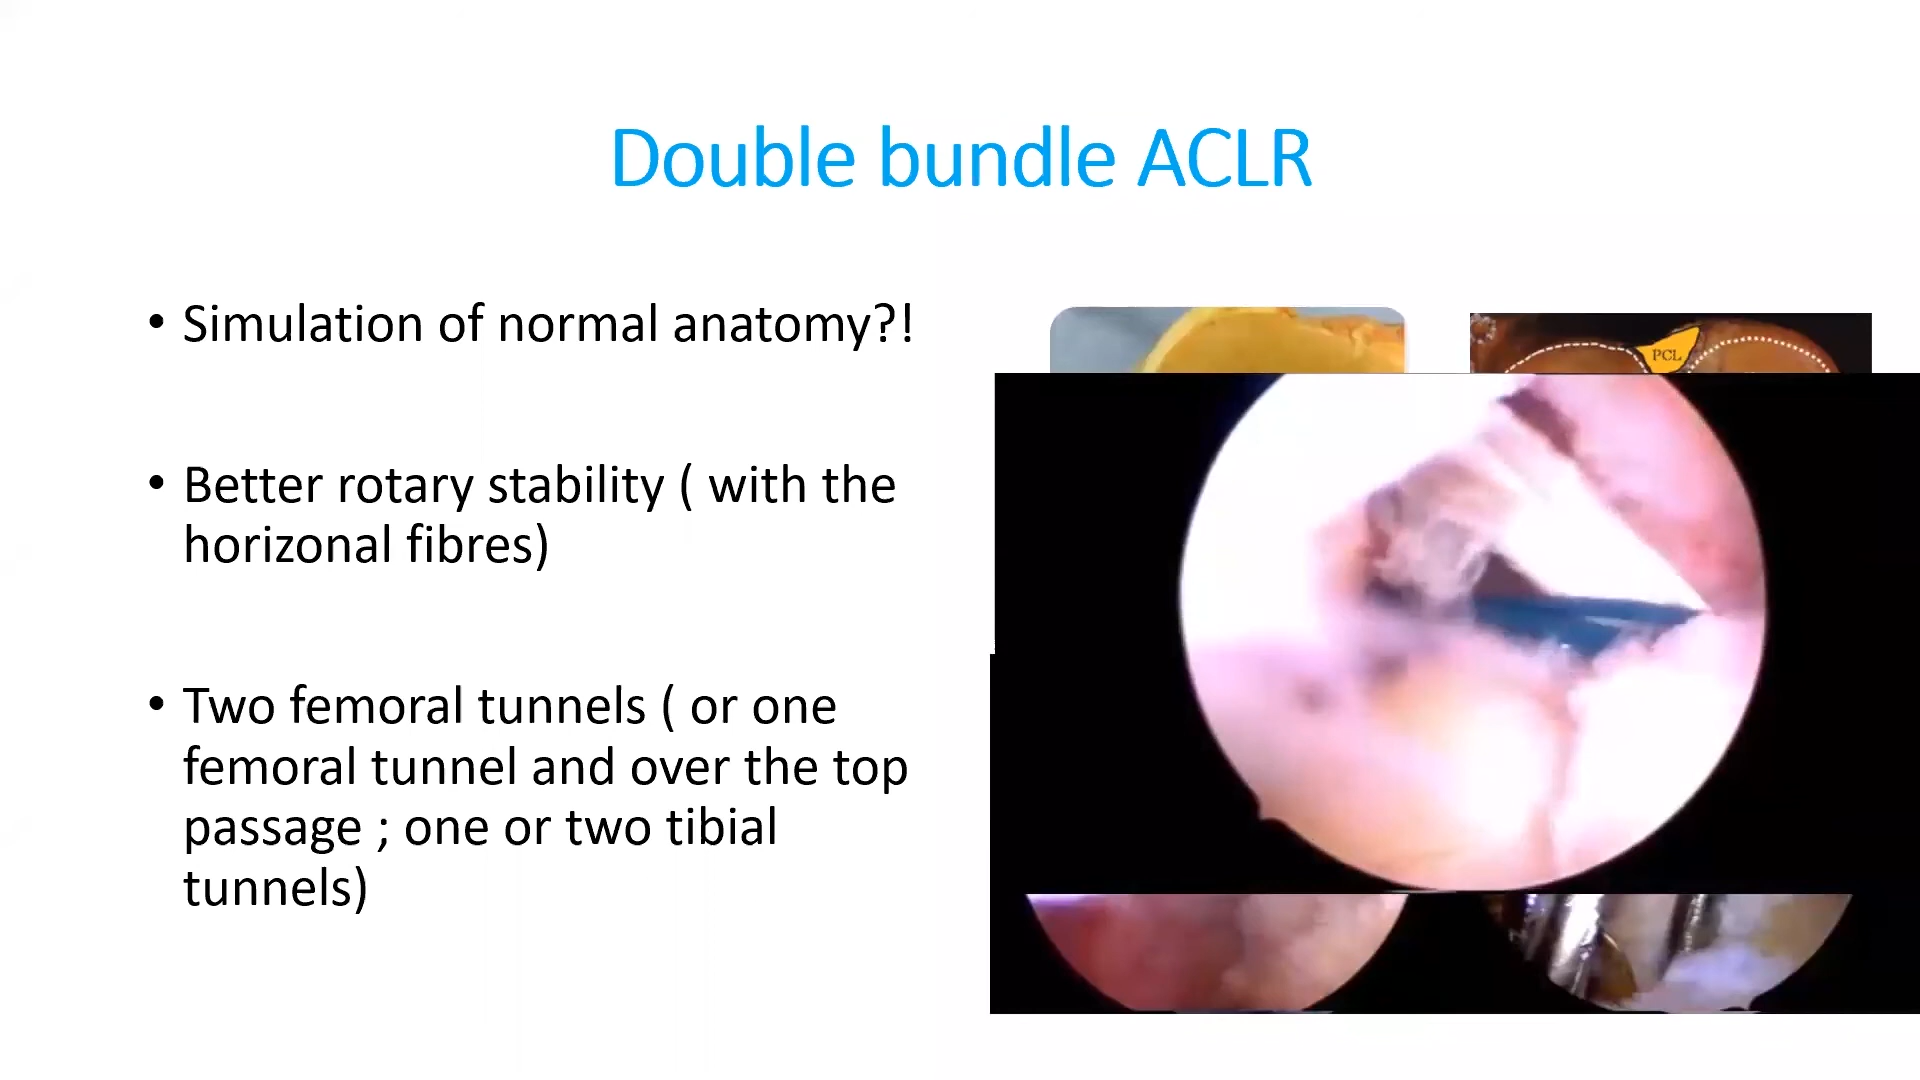 Double bundle ACLR
• Simulation of normal anatomy?!
• Better rotary stability ( with the
horizonal fibres)
• Two femoral tunnels ( or one
femoral tunnel and over the top
passage ; one or two tibial
tunnels)
PCL